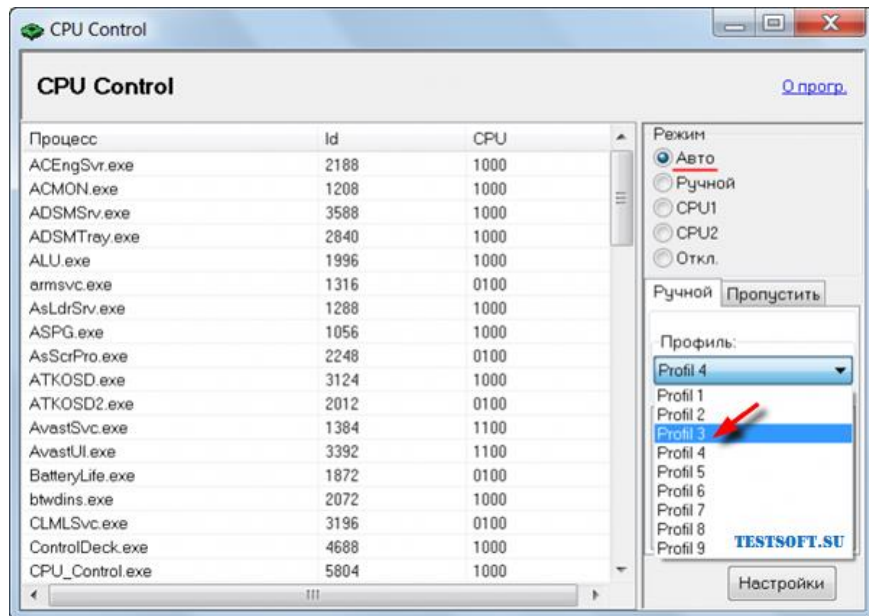 CPU Control
CPU Control
О прогр.
Процесс Id CPU
ACEngSvr.exe 2188 1000
ACMON.exe 1208 1000
ADSMSrv.exe 3588 1000
ADSMTray.exe 2840 1000
ALU.exe 1996 1000
armsvc.exe 1316 0100
AsLdrSrv.exe 1288 1000
ASPG.exe 1056 1000
AsScrPro.exe 2248 0100
ATKOSD.exe 3124 1000
ATKOSD2.exe 2012 0100
AvastSvc.exe 1384 1100
AvastUI.exe 3392 1100
BatteryLife.exe 1872 0100
btwdins.exe 2072 1000
CLMLSvc.exe 3196 0100
ControlDeck.exe 4688 1000
CPU_Control.exe 5804 1000
Режим
Авто
Ручной
CPU1
CPU2
Откл.
Ручной Пропустить
Профиль:
Profil 4
Profil 1
Profil 2
Profil 3
Profil 4
Profil 5
Profil 6
Profil 7
Profil 8
Profil 9
TESTSOFT.SU
Настройки